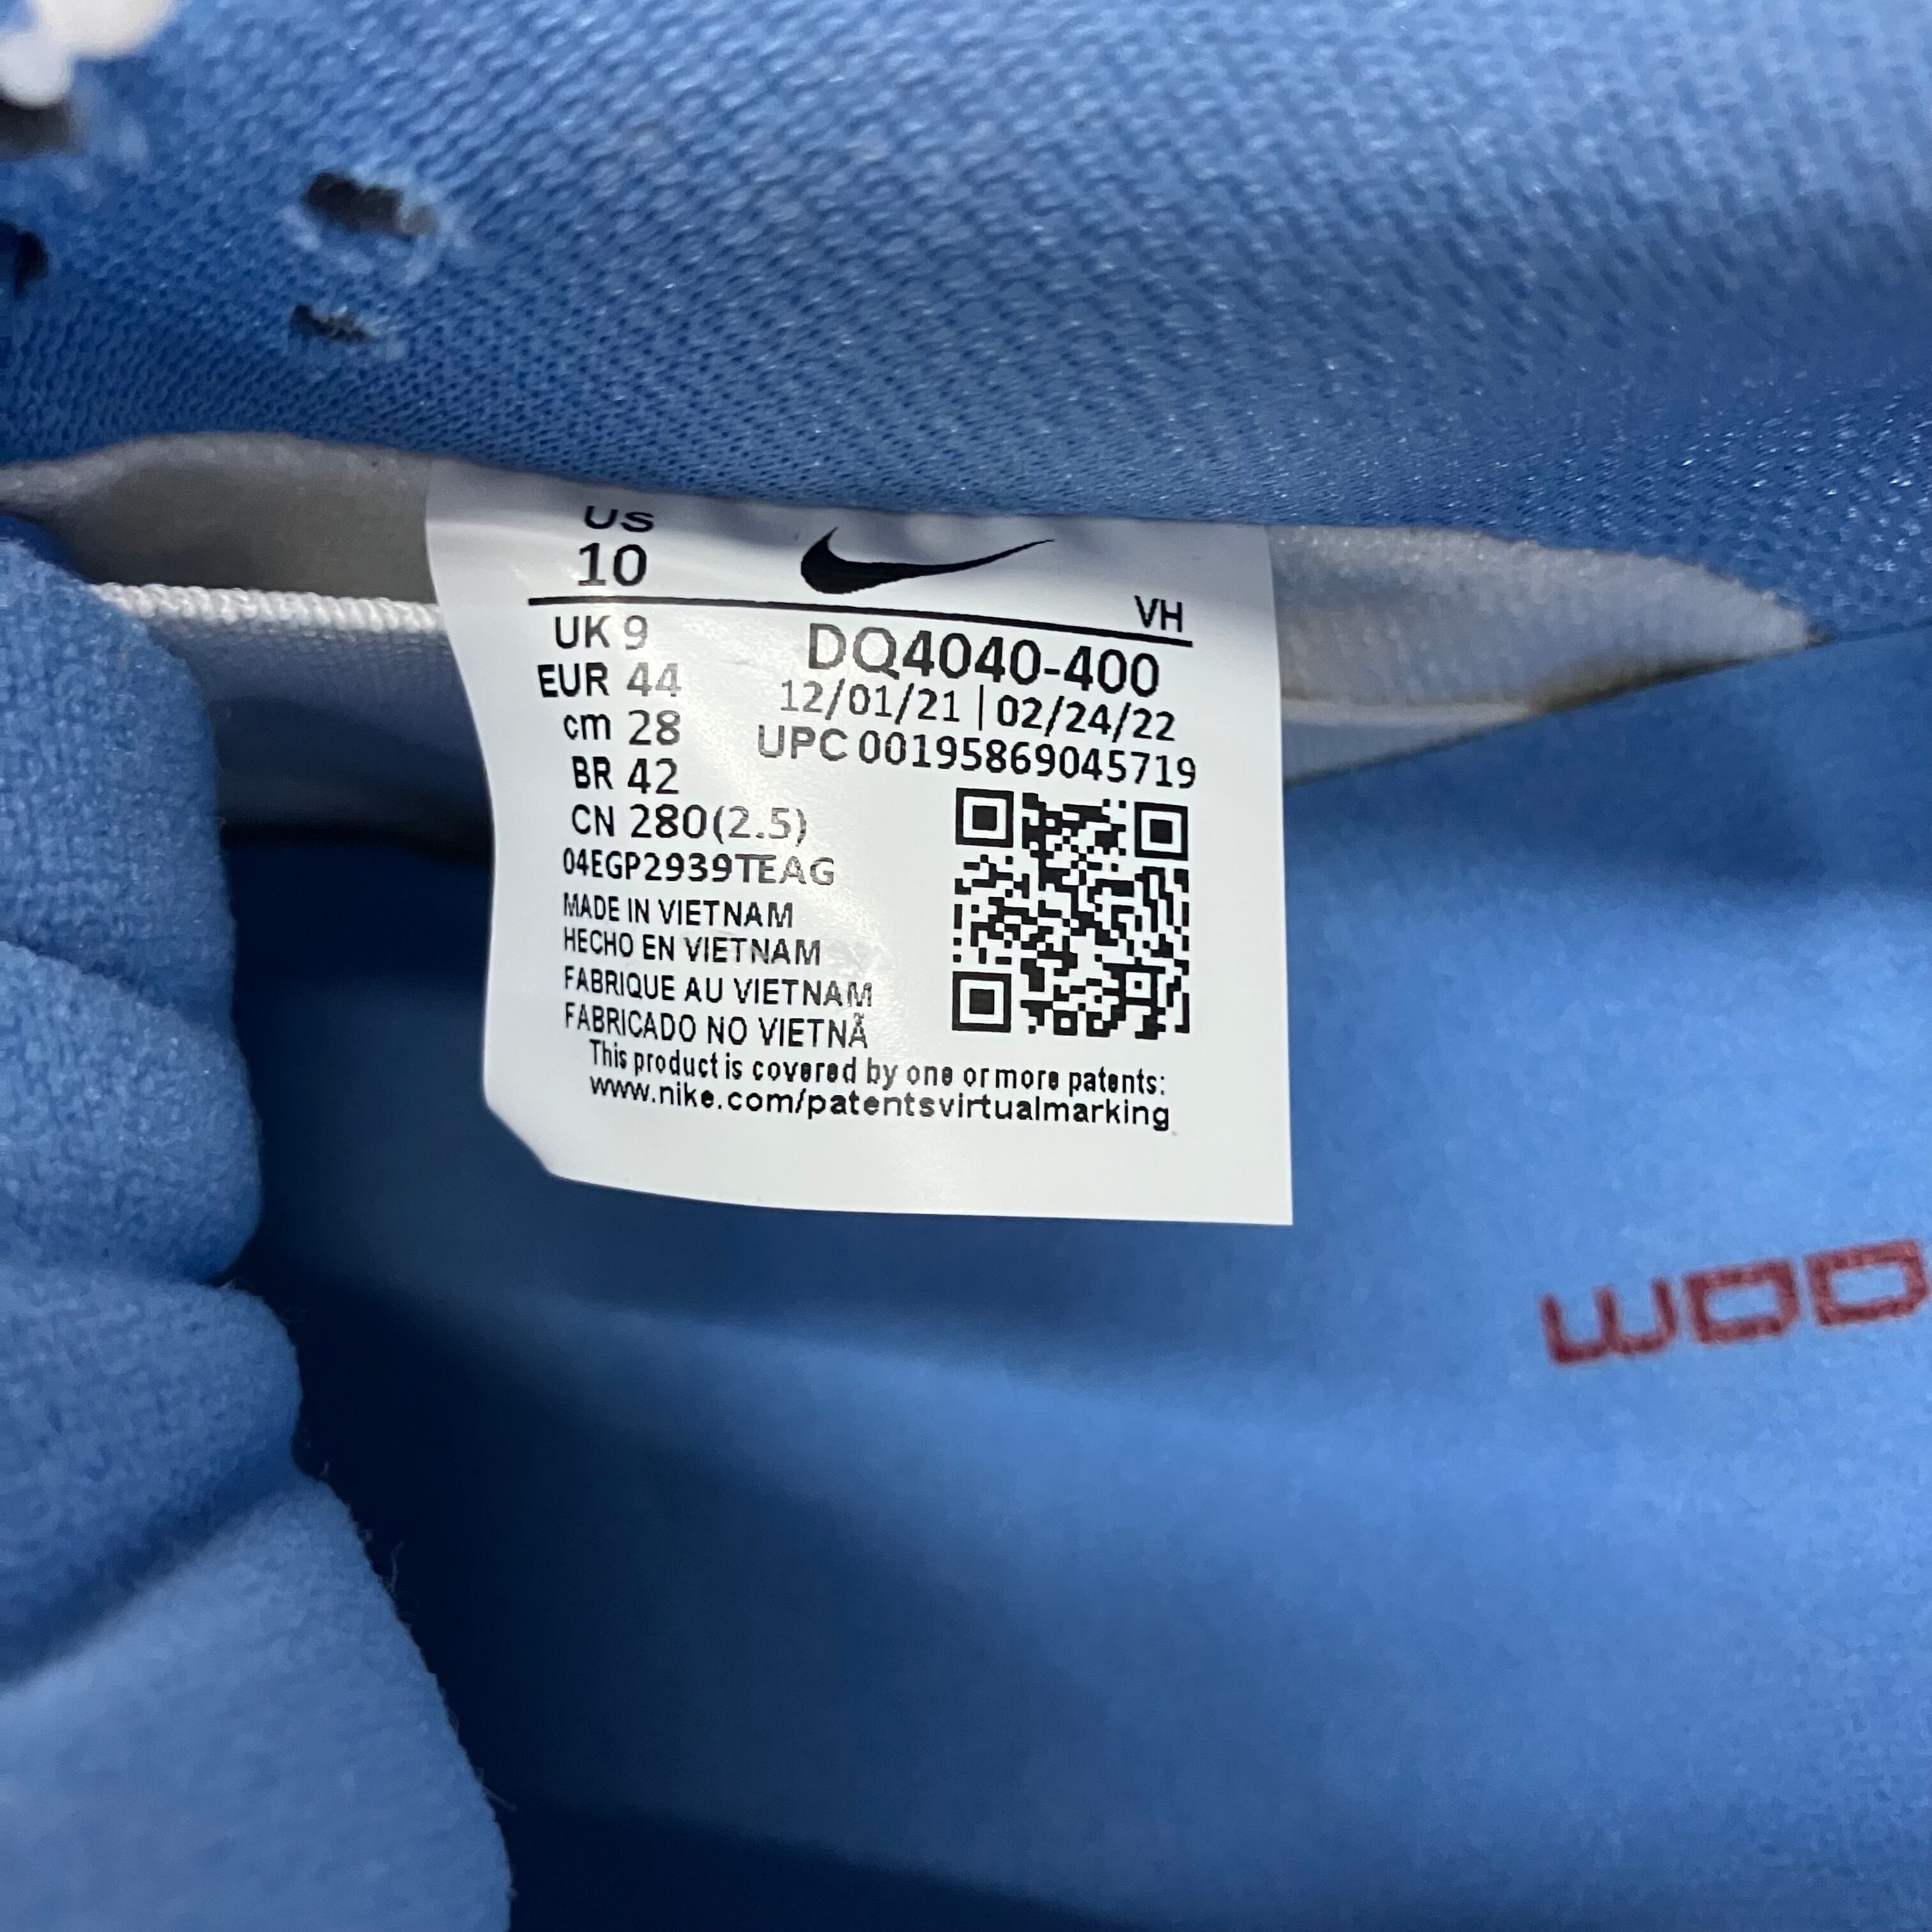 US
10
VH
UK 9
EUR 44
cm 28
BR 42
CN 280(2.5)
04EGP2939TEAG
DQ4040-400
12/01/21 | 02/24/22
UPC 00195869045719
MADE IN VIETNAM
HECHO EN VIETNAM
FABRIQUE AU VIETNAM
FABRICADO NO VIETNÃ
This product is covered by one or more patents:
www.nike.com/patentsvirtualmarking